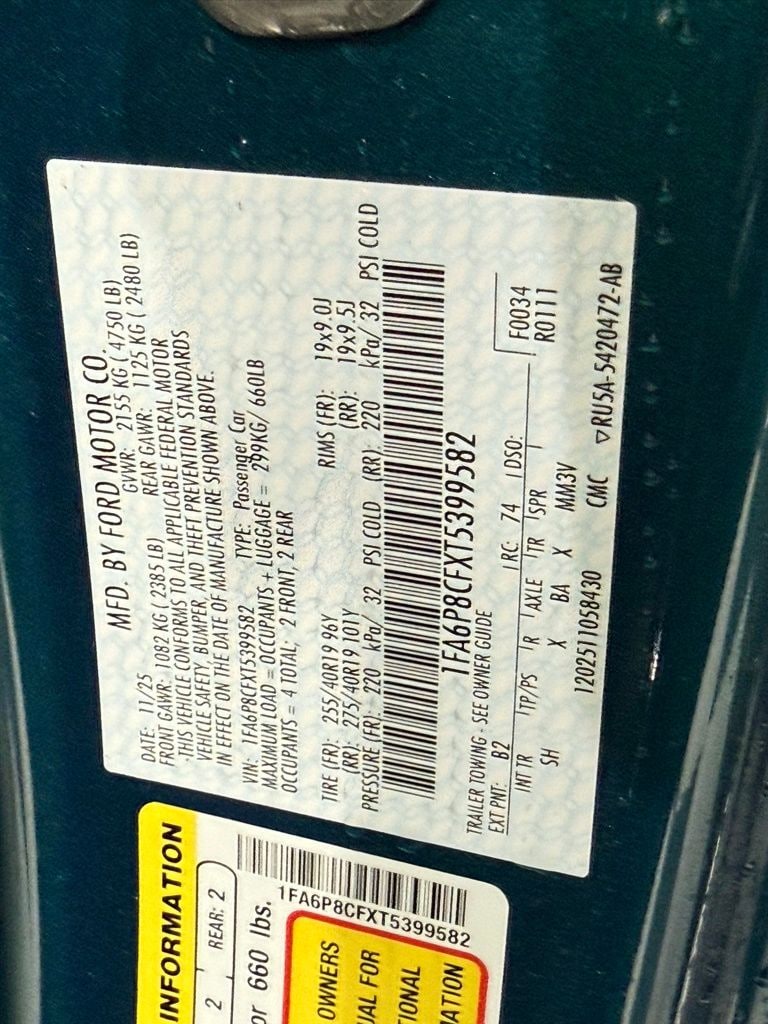 MFD. BY FORD MOTOR CO.
DATE: 11/25 GVWR: 2155 KG ( 4750 LB)
FRONT GAWR: 1082 KG ( 2385 LB) REAR GAWR: 1125 KG ( 2480 LB)
-THIS VEHICLE CONFORMS TO ALL APPLICABLE FEDERAL MOTOR
VEHICLE SAFETY, BUMPER, AND THEFT PREVENTION STANDARDS
IN EFFECT ON THE DATE OF MANUFACTURE SHOWN ABOVE.
VIN: 1FA6P8CFXT5399582 TYPE: Passenger Car
MAXIMUM LOAD = OCCUPANTS + LUGGAGE = 299KG/ 660LB
OCCUPANTS = 4 TOTAL; 2 FRONT, 2 REAR
TIRE (FR): 255/40R19 96Y RIMS (FR): 19x9.0J
(RR): 275/40R19 101Y (RR): 19x9.5J
PRESSURE (FR): 220 kPa/ 32 PSI COLD (RR): 220 kPa/ 32 PSI COLD
1FA6P8CFXT5399582
TRAILER TOWING - SEE OWNER GUIDE
EXT PNT: B2 RC: 74 DSO: F0034
R0111
INT TR TP/PS R AXLE TR SPR
SH X BA X MM3V
1202511058430 CMC ▽RU5A-5420472-AB
INFORMATION
2 REAR: 2
or 660 lbs.
1FA6P8CFXT5399582
OWNERS
UAL FOR
TIONAL
MATION